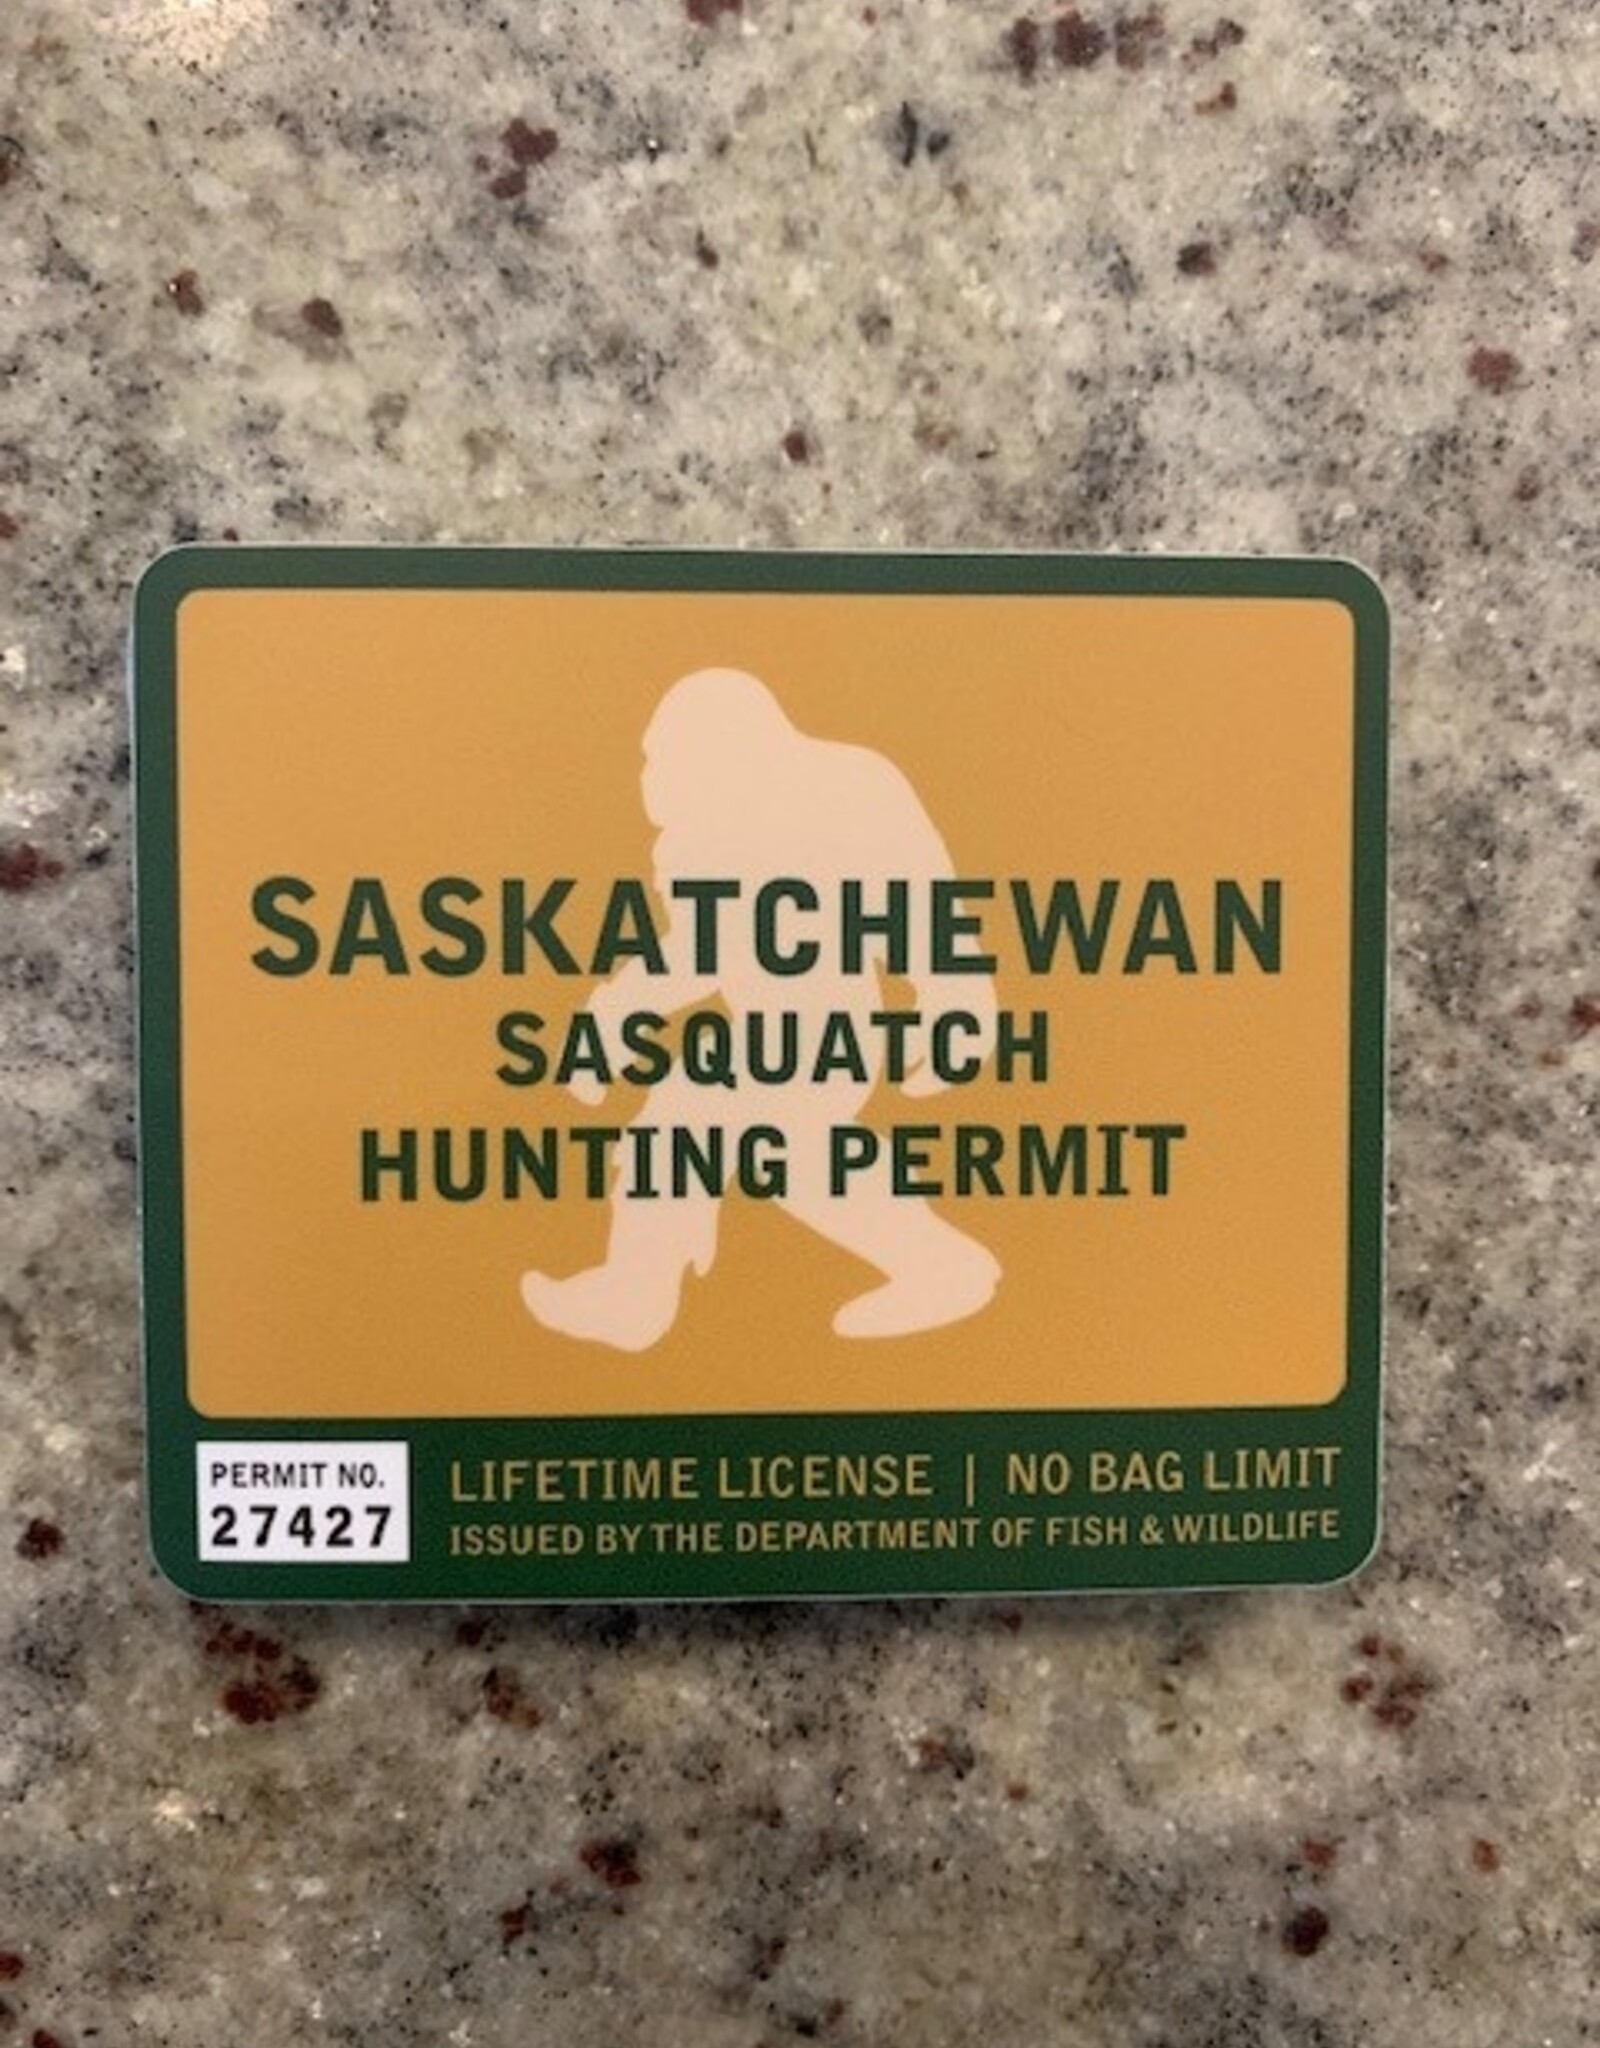 SASKATCHEWAN
SASQUATCH
HUNTING PERMIT
PERMIT NO.
27427
LIFETIME LICENSE | NO BAG LIMIT
ISSUED BY THE DEPARTMENT OF FISH & WILDLIFE